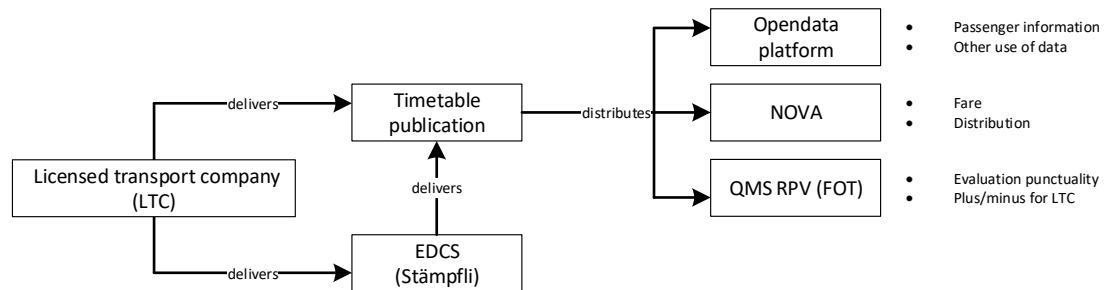 Opendata
platform
• Passenger information
• Other use of data
delivers
Timetable
publication
distributes
NOVA
• Fare
• Distribution
Licensed transport company
(LTC)
delivers
QMS RPV (FOT)
• Evaluation punctuality
• Plus/minus for LTC
delivers
EDCS
(Stämpfli)